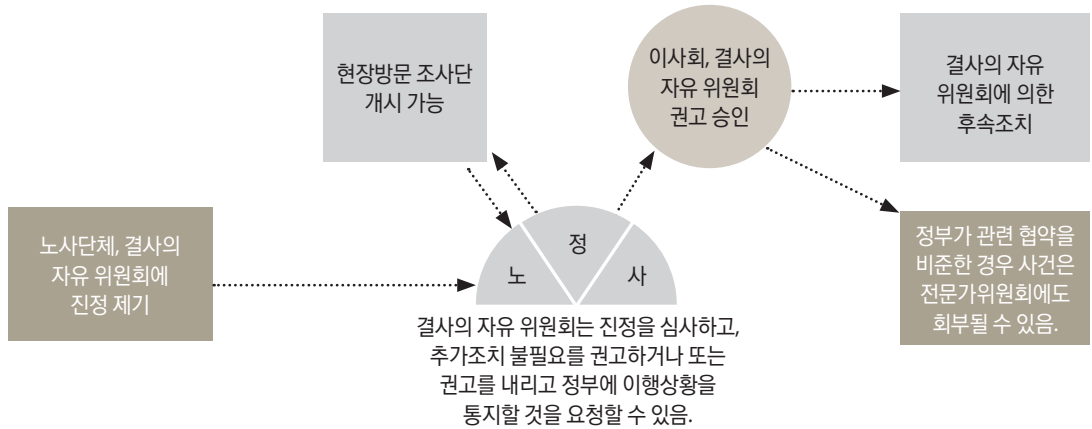 노사단체, 결사의
자유 위원회에
진정 제기
현장방문 조사단
개시 가능
노
정
사
결사의 자유 위원회는 진정을 심사하고,
추가조치 불필요를 권고하거나 또는
권고를 내리고 정부에 이행상황을
통지할 것을 요청할 수 있음.
이사회, 결사의
자유 위원회
권고 승인
결사의 자유
위원회에 의한
후속조치
정부가 관련 협약을
비준한 경우 사건은
전문가위원회에도
회부될 수 있음.